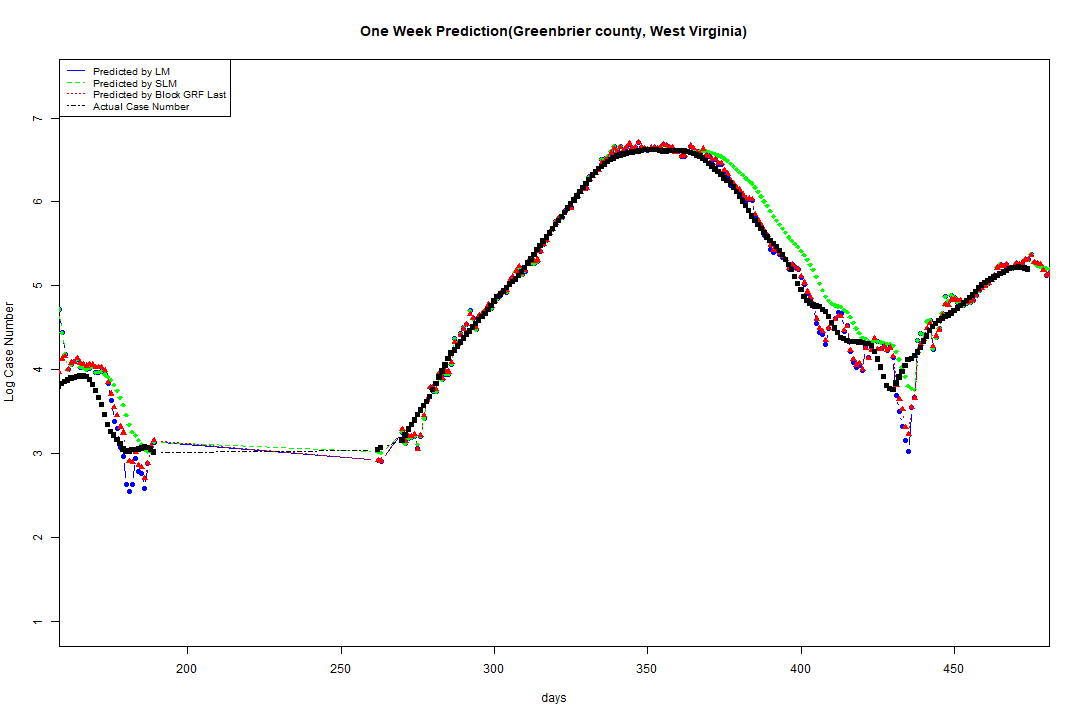 One Week Prediction(Greenbrier county, West Virginia)
Predicted by LM
Predicted by SLM
Predicted by Block GRF Last
Actual Case Number
Log Case Number
7
6
5
4
3
2
1
200 250 300 350 400 450
days